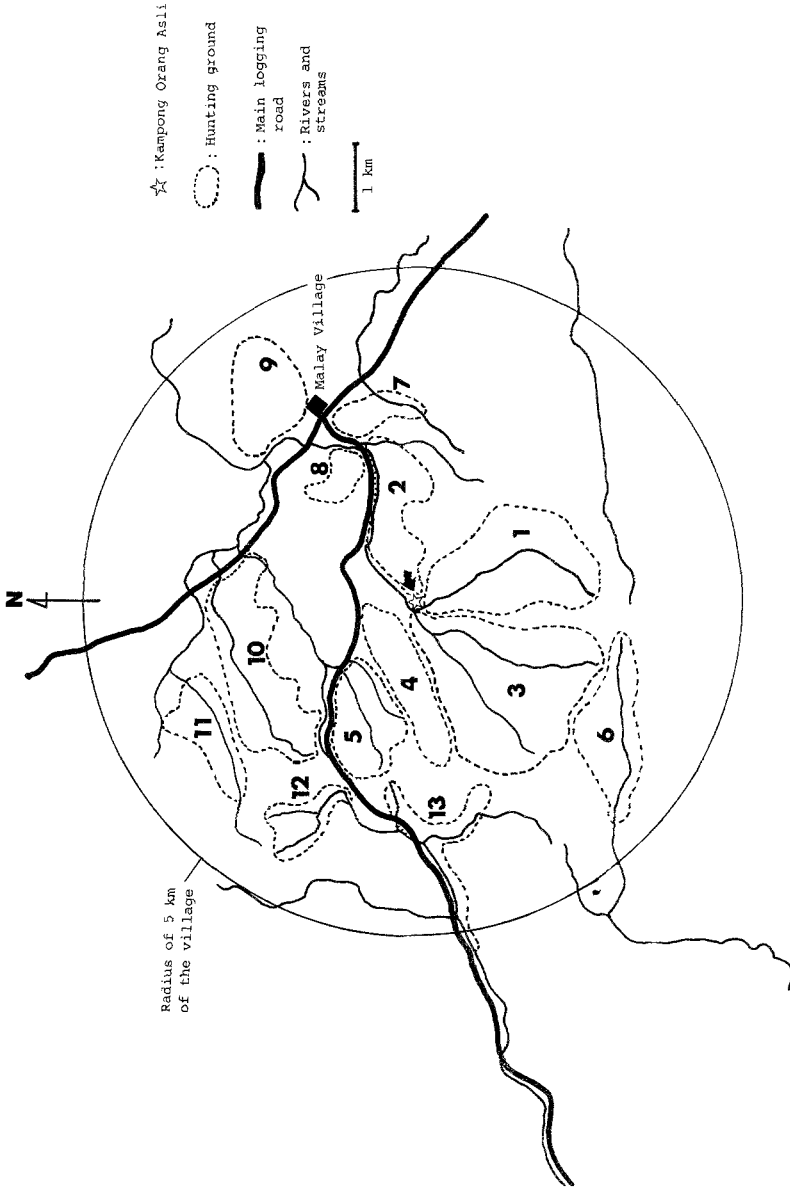 ☆ : Kampong Orang Asli
: Hunting ground
: Main logging
road
: Rivers and
streams
1 km
N
Radius of 5 km
of the village
Malay Village
9
8
7
2
1
11
10
12
5
4
3
13
6